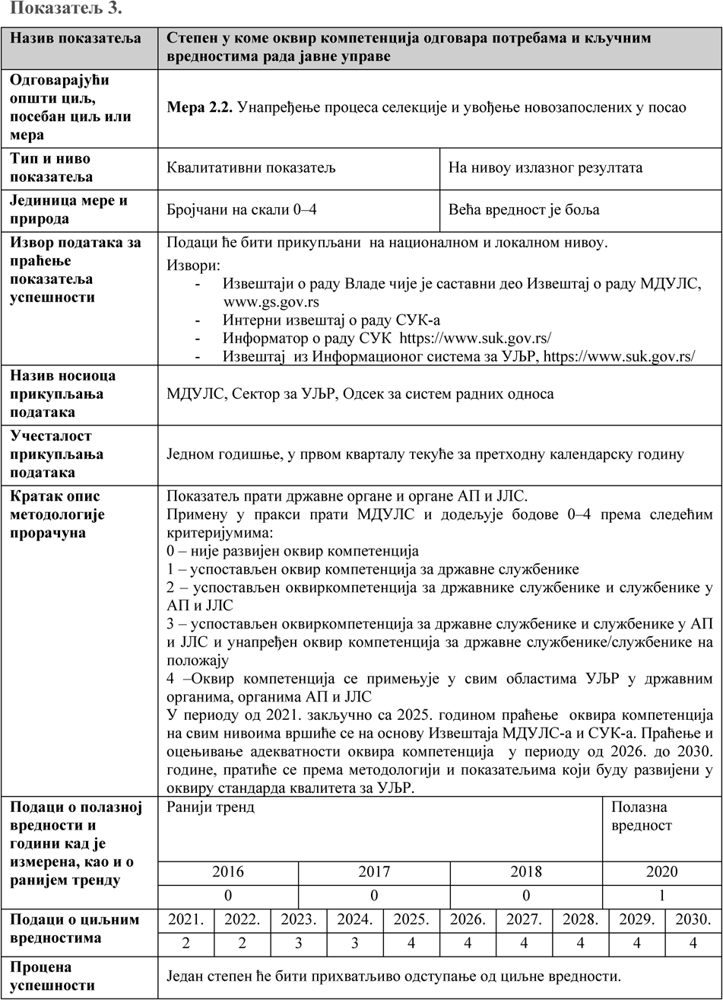 Показатељ 3.
Назив показатеља
Степен у коме оквир компетенција одговара потребама и кључним
вредностима рада јавне управе
Одговарајући
општи циљ,
посебан циљ или
мера
Мера 2.2. Унапређење процеса селекције и увођење новозапослених у посао
Тип и ниво
показатеља
Квалитативни показатељ
На нивоу излазног резултата
Јединица мере и
природа
Бројчани на скали 0–4
Већа вредност је боља
Извор података за
праћење
показатеља
успешности
Подаци ће бити прикупљани на националном и локалном нивоу.
Извори:
- Извештаји о раду Владе чије је саставни део Извештај о раду МДУЛС,
www.gs.gov.rs
- Интерни извештај о раду СУК-а
- Информатор о раду СУК https://www.suk.gov.rs/
- Извештај из Информационог система за УЉР, https://www.suk.gov.rs/
Назив носиоца
прикупљања
података
МДУЛС, Сектор за УЉР, Одсек за систем радних односа
Учесталост
прикупљања
података
Једном годишње, у првом кварталу текуће за претходну календарску годину
Кратак опис
методологије
прорачуна
Показатељ прати државне органе и органе АП и ЈЛС.
Примену у пракси прати МДУЛС и додељује бодове 0–4 према следећим
критеријумима:
0 – није развијен оквир компетенција
1 – успостављен оквир компетенција за државне службенике
2 – успостављен оквиркомпетенција за државнике службенике и службенике у
АП и ЈЛС
3 – успостављен оквиркомпетенција за државне службенике и службенике у АП
и ЈЛС и унапређен оквир компетенција за државне службенике/службенике на
положају
4 –Оквир компетенција се примењује у свим областима УЉР у државним
органима, органима АП и ЈЛС
У периоду од 2021. закључно са 2025. годином праћење оквира компетенција
на свим нивоима вршиће се на основу Извештаја МДУЛС-а и СУК-а. Праћење и
оцењивање адекватности оквира компетенција у периоду од 2026. до 2030.
године, пратиће се према методологији и показатељима који буду развијени у
оквиру стандарда квалитета за УЉР.
Подаци о полазној
вредности и
години кад је
измерена, као и о
ранијем тренду
Ранији тренд
Полазна
вредност
2016 2017 2018 2020
0 0 0 1
Подаци о циљним
вредностима
2021. 2022. 2023. 2024. 2025. 2026. 2027. 2028. 2029. 2030.
2 2 3 3 4 4 4 4 4 4
Процена
успешности
Један степен ће бити прихватљиво одступање од циљне вредности.